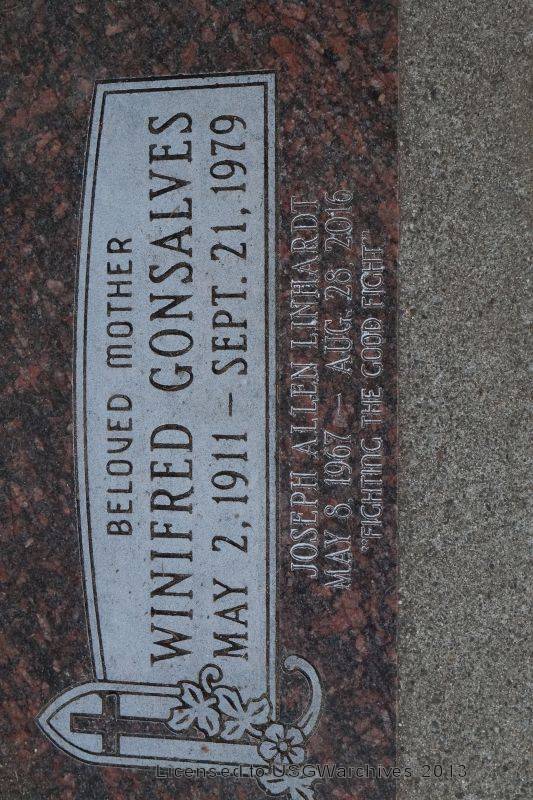 BELOVED MOTHER
WINIFRED GONSALVES
MAY 2, 1911 – SEPT. 21, 1979
JOSEPH ALLEN LINHARDT
MAY 8, 1967 – AUG. 28, 2016
"FIGHTING THE GOOD FIGHT"
Licensed to USGWarchives 2013